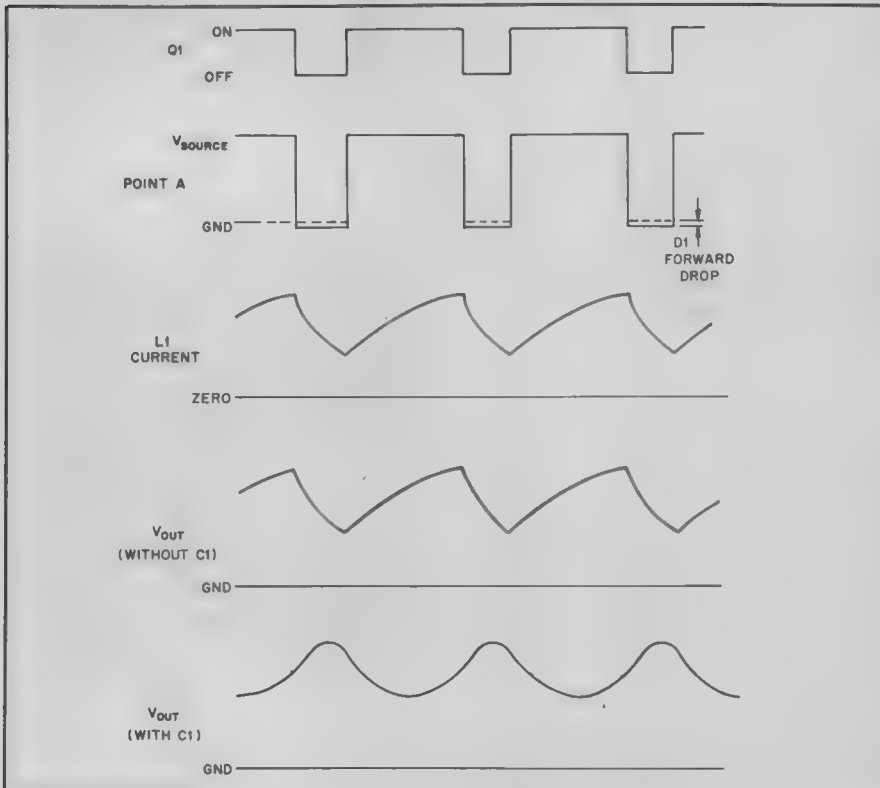 ON
Q1
OFF
VSOURCE
POINT A
GND
D1
FORWARD
DROP
L1
CURRENT
ZERO
VOUT
(WITHOUT C1)
GND
VOUT
(WITH C1)
GND